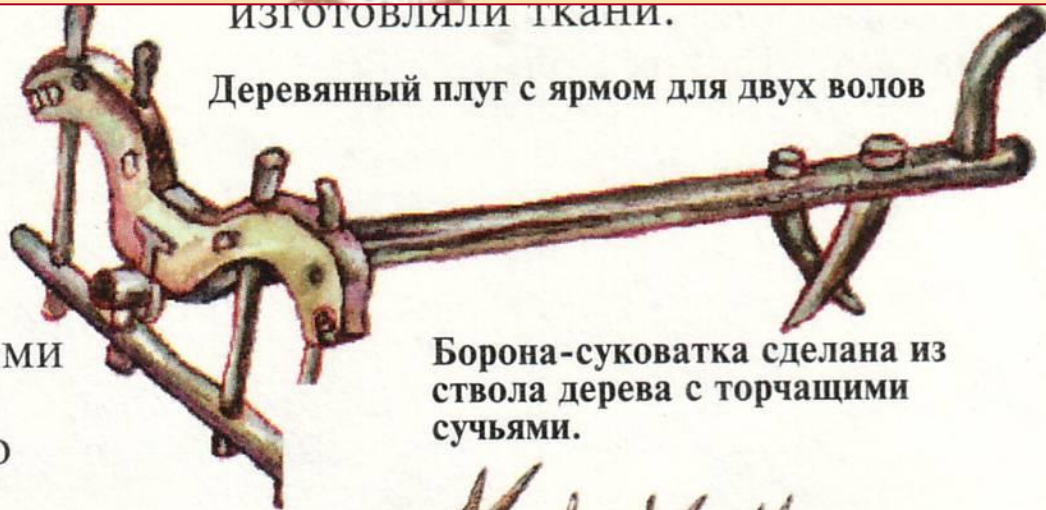 изготовляли ткани.
Деревянный плуг с ярмом для двух волов
ми
о
Борона-суковатка сделана из
ствола дерева с торчащими
сучьями.